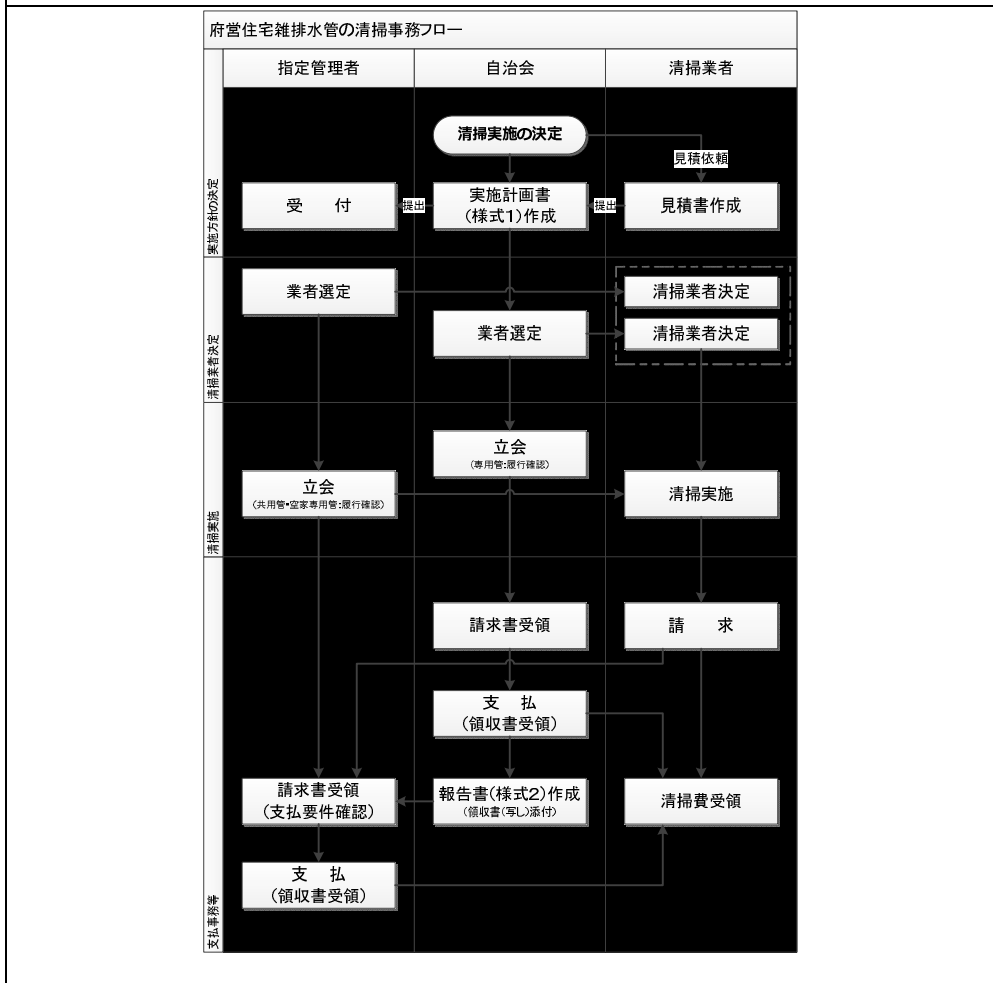 府営住宅雑排水管の清掃事務フロー
指定管理者
自治会
清掃業者
実施方針の決定
清掃実施の決定
見積依頼
受　付
提出
実施計画書
(様式1)作成
提出
見積書作成
清掃業者決定
業者選定
清掃業者決定
業者選定
清掃業者決定
清掃実施
立会
(専用管:履行確認)
立会
(共用管・空家専用管:履行確認)
清掃実施
支払事務等
請求書受領
請　求
支　払
(領収書受領)
請求書受領
(支払要件確認)
報告書(様式2)作成
(領収書(写し)添付)
清掃費受領
支　払
(領収書受領)